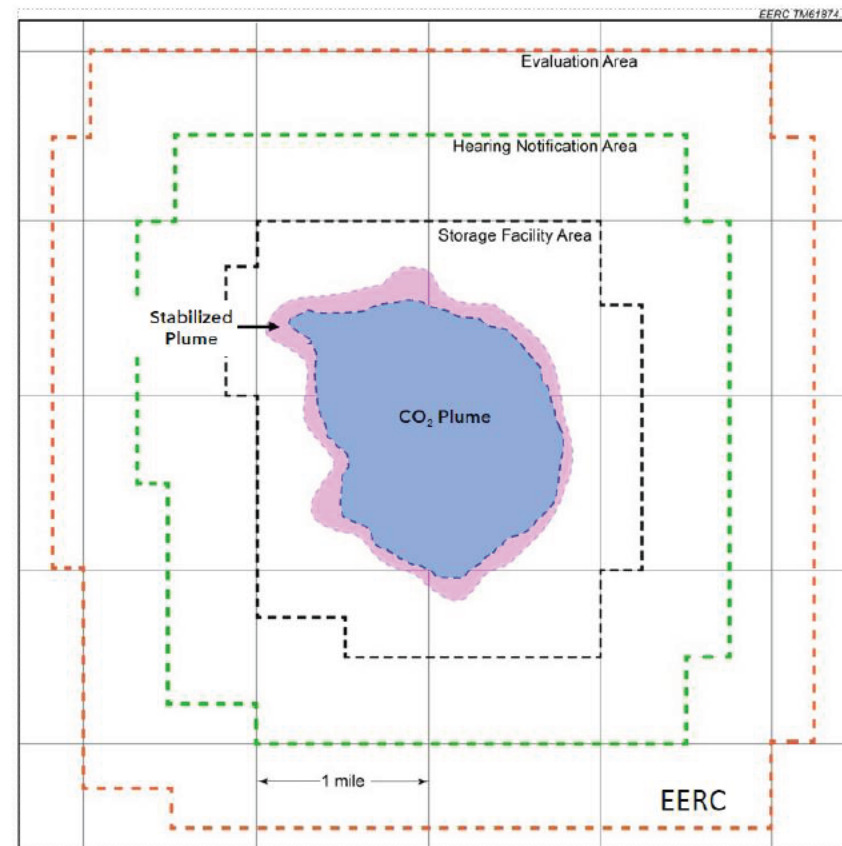 EERC TM61874.
Evaluation Area
Hearing Notification Area
Storage Facility Area
Stabilized
Plume
CO₂ Plume
1 mile
EERC